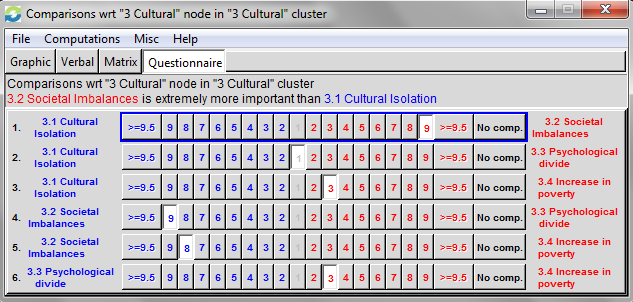 Comparisons wrt "3 Cultural" node in "3 Cultural" cluster
File Computations Misc Help
Graphic Verbal Matrix Questionnaire
Comparisons wrt "3 Cultural" node in "3 Cultural" cluster
3.2 Societal Imbalances is extremely more important than 3.1 Cultural Isolation
1. 3.1 Cultural Isolation >=9.5 9 8 7 6 5 4 3 2 1 2 3 4 5 6 7 8 9 >=9.5 No comp. 3.2 Societal Imbalances
2. 3.1 Cultural Isolation >=9.5 9 8 7 6 5 4 3 2 1 2 3 4 5 6 7 8 9 >=9.5 No comp. 3.3 Psychological divide
3. 3.1 Cultural Isolation >=9.5 9 8 7 6 5 4 3 2 1 2 3 4 5 6 7 8 9 >=9.5 No comp. 3.4 Increase in poverty
4. 3.2 Societal Imbalances >=9.5 9 8 7 6 5 4 3 2 1 2 3 4 5 6 7 8 9 >=9.5 No comp. 3.3 Psychological divide
5. 3.2 Societal Imbalances >=9.5 9 8 7 6 5 4 3 2 1 2 3 4 5 6 7 8 9 >=9.5 No comp. 3.4 Increase in poverty
6. 3.3 Psychological divide >=9.5 9 8 7 6 5 4 3 2 1 2 3 4 5 6 7 8 9 >=9.5 No comp. 3.4 Increase in poverty